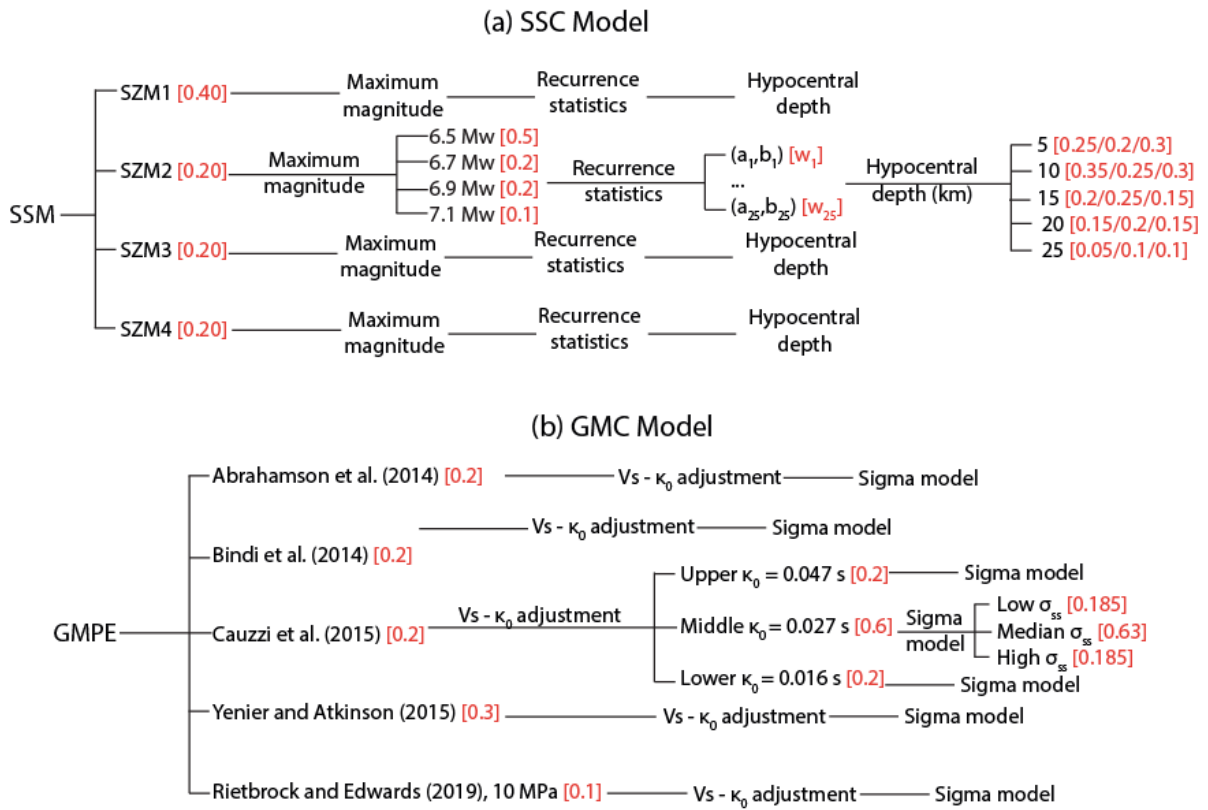 (a) SSC Model
SZM1 [0.40]
Maximum
magnitude
Recurrence
statistics
Hypocentral
depth
SSM
SZM2 [0.20]
Maximum
magnitude
6.5 Mw [0.5]
6.7 Mw [0.2]
6.9 Mw [0.2]
7.1 Mw [0.1]
Recurrence
statistics
(a₁,b₁) [w₁]
...
(a₂₅,b₂₅) [w₂₅]
Hypocentral
depth (km)
5 [0.25/0.2/0.3]
10 [0.35/0.25/0.3]
15 [0.2/0.25/0.15]
20 [0.15/0.2/0.15]
25 [0.05/0.1/0.1]
SZM3 [0.20]
Maximum
magnitude
Recurrence
statistics
Hypocentral
depth
SZM4 [0.20]
Maximum
magnitude
Recurrence
statistics
Hypocentral
depth
(b) GMC Model
GMPE
Abrahamson et al. (2014) [0.2]
Vs - κ₀ adjustment
Sigma model
Bindi et al. (2014) [0.2]
Vs - κ₀ adjustment
Sigma model
Cauzzi et al. (2015) [0.2]
Vs - κ₀ adjustment
Upper κ₀ = 0.047 s [0.2]
Sigma model
Middle κ₀ = 0.027 s [0.6]
Sigma
model
Low σss [0.185]
Median σss [0.63]
High σss [0.185]
Lower κ₀ = 0.016 s [0.2]
Sigma model
Yenier and Atkinson (2015) [0.3]
Vs - κ₀ adjustment
Sigma model
Rietbrock and Edwards (2019), 10 MPa [0.1]
Vs - κ₀ adjustment
Sigma model